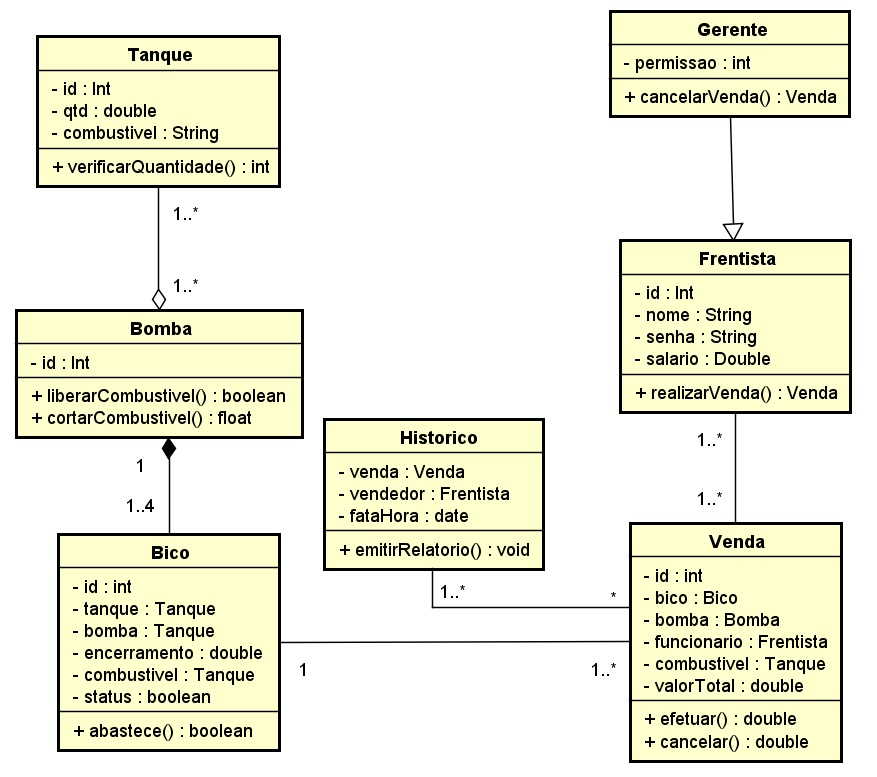 Tanque
- id : Int
- qtd : double
- combustivel : String
+ verificarQuantidade() : int
1..*
1..*
Bomba
- id : Int
+ liberarCombustivel() : boolean
+ cortarCombustivel() : float
1
1..4
Bico
- id : int
- tanque : Tanque
- bomba : Tanque
- encerramento : double
- combustivel : Tanque
- status : boolean
+ abastece() : boolean
Historico
- venda : Venda
- vendedor : Frentista
- fataHora : date
+ emitirRelatorio() : void
1..*
*
1
1..*
Gerente
- permissao : int
+ cancelarVenda() : Venda
Frentista
- id : Int
- nome : String
- senha : String
- salario : Double
+ realizarVenda() : Venda
1..*
1..*
Venda
- id : int
- bico : Bico
- bomba : Bomba
- funcionario : Frentista
- combustivel : Tanque
- valorTotal : double
+ efetuar() : double
+ cancelar() : double